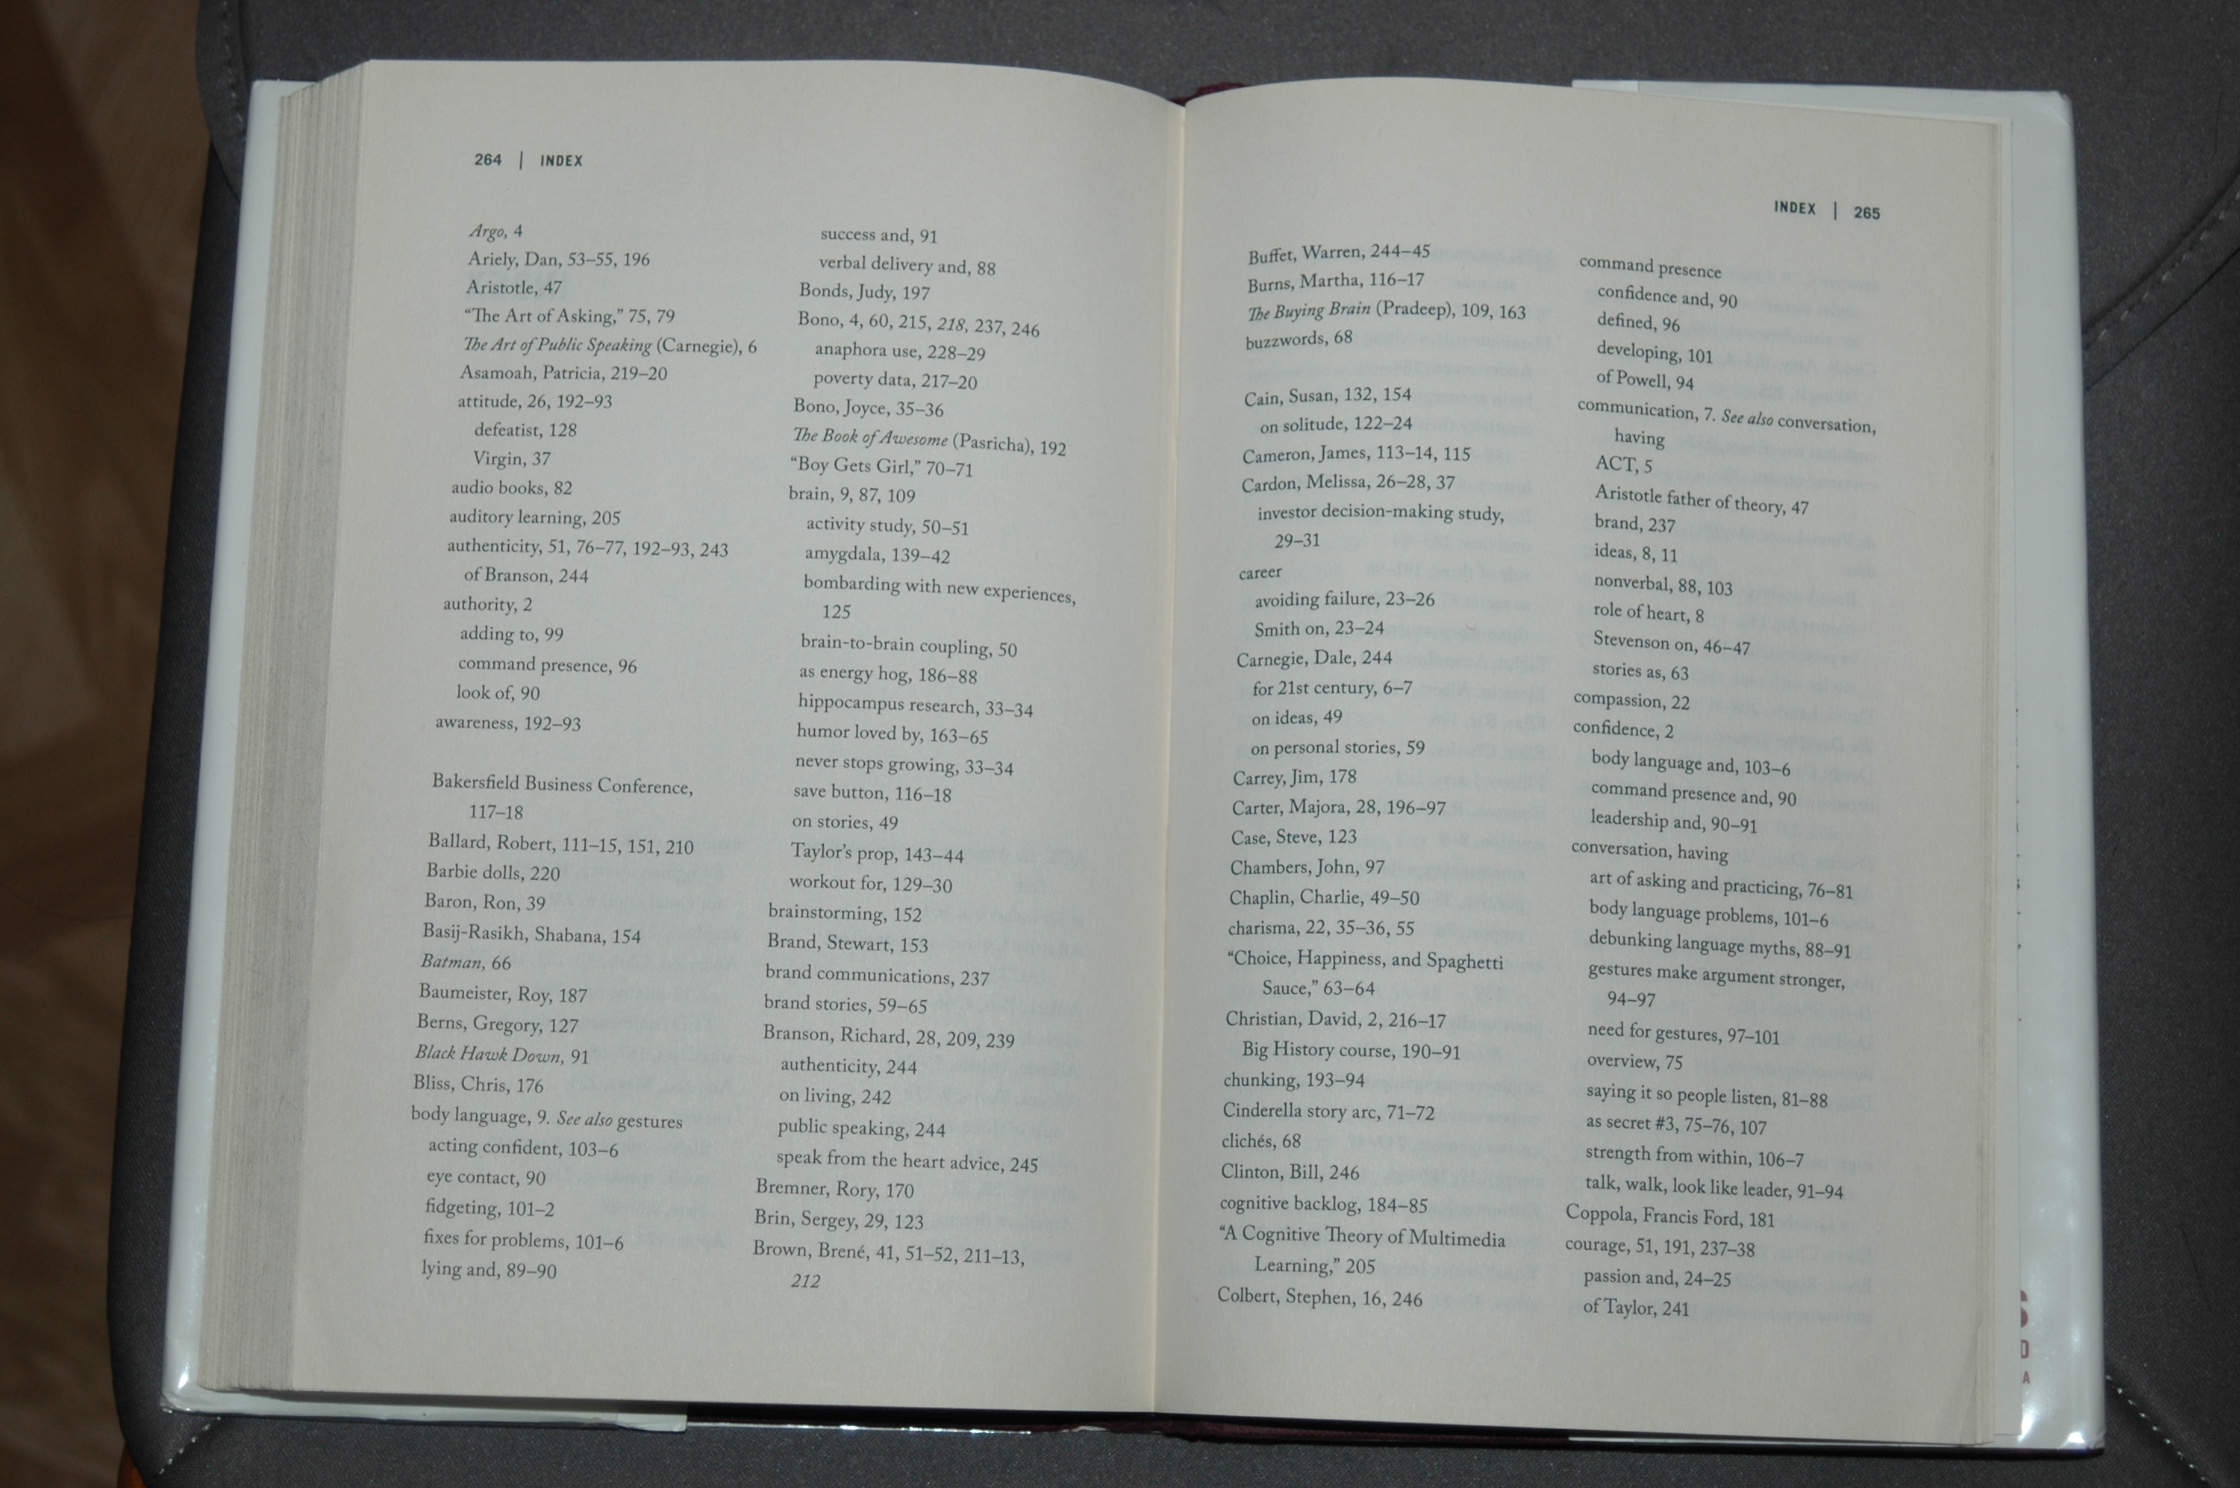 264 | INDEX
Argo, 4
Ariely, Dan, 53–55, 196
Aristotle, 47
“The Art of Asking,” 75, 79
The Art of Public Speaking (Carnegie), 6
Asamoah, Patricia, 219–20
attitude, 26, 192–93
defeatist, 128
Virgin, 37
audio books, 82
auditory learning, 205
authenticity, 51, 76–77, 192–93, 243
of Branson, 244
authority, 2
adding to, 99
command presence, 96
look of, 90
awareness, 192–93
Bakersfield Business Conference,
117–18
Ballard, Robert, 111–15, 151, 210
Barbie dolls, 220
Baron, Ron, 39
Basij-Rasikh, Shabana, 154
Batman, 66
Baumeister, Roy, 187
Berns, Gregory, 127
Black Hawk Down, 91
Bliss, Chris, 176
body language, 9. See also gestures
acting confident, 103–6
eye contact, 90
fidgeting, 101–2
fixes for problems, 101–6
lying and, 89–90
success and, 91
verbal delivery and, 88
Bonds, Judy, 197
Bono, 4, 60, 215, 218, 237, 246
anaphora use, 228–29
poverty data, 217–20
Bono, Joyce, 35–36
The Book of Awesome (Pasricha), 192
“Boy Gets Girl,” 70–71
brain, 9, 87, 109
activity study, 50–51
amygdala, 139–42
bombarding with new experiences,
125
brain-to-brain coupling, 50
as energy hog, 186–88
hippocampus research, 33–34
humor loved by, 163–65
never stops growing, 33–34
save button, 116–18
on stories, 49
Taylor’s prop, 143–44
workout for, 129–30
brainstorming, 152
Brand, Stewart, 153
brand communications, 237
brand stories, 59–65
Branson, Richard, 28, 209, 239
authenticity, 244
on living, 242
public speaking, 244
speak from the heart advice, 245
Bremner, Rory, 170
Brin, Sergey, 29, 123
Brown, Brené, 41, 51–52, 211–13,
212
INDEX | 265
Buffet, Warren, 244–45
Burns, Martha, 116–17
The Buying Brain (Pradeep), 109, 163
buzzwords, 68
Cain, Susan, 132, 154
on solitude, 122–24
Cameron, James, 113–14, 115
Cardon, Melissa, 26–28, 37
investor decision-making study,
29–31
career
avoiding failure, 23–26
Smith on, 23–24
Carnegie, Dale, 244
for 21st century, 6–7
on ideas, 49
on personal stories, 59
Carrey, Jim, 178
Carter, Majora, 28, 196–97
Case, Steve, 123
Chambers, John, 97
Chaplin, Charlie, 49–50
charisma, 22, 35–36, 55
“Choice, Happiness, and Spaghetti
Sauce,” 63–64
Christian, David, 2, 216–17
Big History course, 190–91
chunking, 193–94
Cinderella story arc, 71–72
clichés, 68
Clinton, Bill, 246
cognitive backlog, 184–85
“A Cognitive Theory of Multimedia
Learning,” 205
Colbert, Stephen, 16, 246
command presence
confidence and, 90
defined, 96
developing, 101
of Powell, 94
communication, 7. See also conversation,
having
ACT, 5
Aristotle father of theory, 47
brand, 237
ideas, 8, 11
nonverbal, 88, 103
role of heart, 8
Stevenson on, 46–47
stories as, 63
compassion, 22
confidence, 2
body language and, 103–6
command presence and, 90
leadership and, 90–91
conversation, having
art of asking and practicing, 76–81
body language problems, 101–6
debunking language myths, 88–91
gestures make argument stronger,
94–97
need for gestures, 97–101
overview, 75
saying it so people listen, 81–88
as secret #3, 75–76, 107
strength from within, 106–7
talk, walk, look like leader, 91–94
Coppola, Francis Ford, 181
courage, 51, 191, 237–38
passion and, 24–25
of Taylor, 241